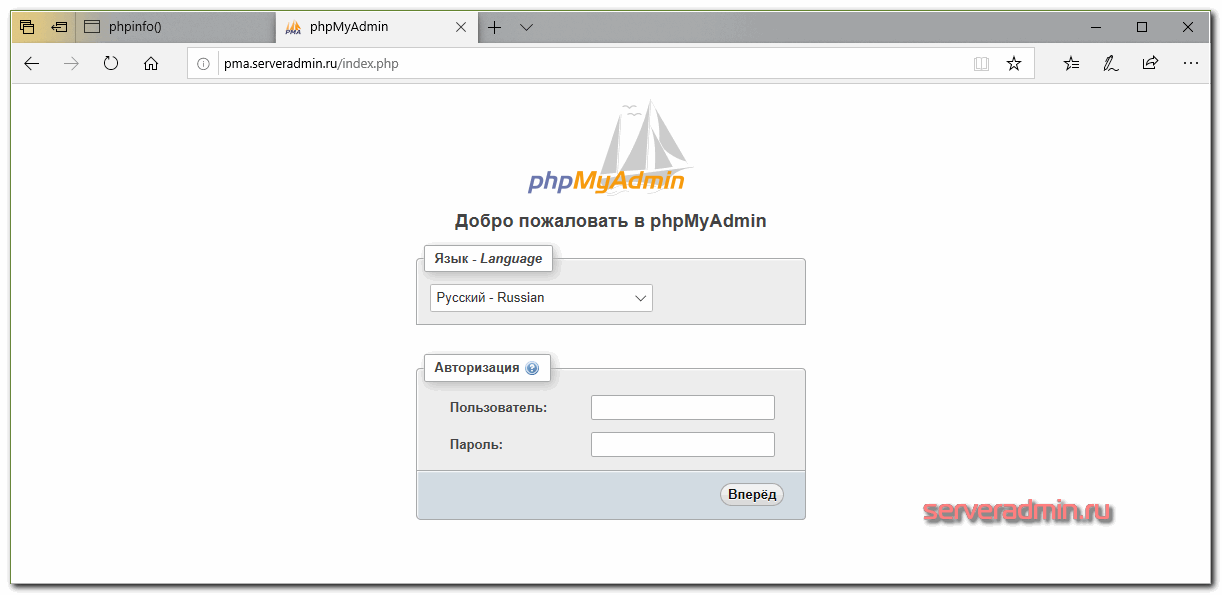 phpinfo()
PMA
phpMyAdmin
pma.serveradmin.ru/index.php
phpMyAdmin
Добро пожаловать в phpMyAdmin
Язык - Language
Русский - Russian
Авторизация
Пользователь:
Пароль:
Вперёд
serveradmin.ru